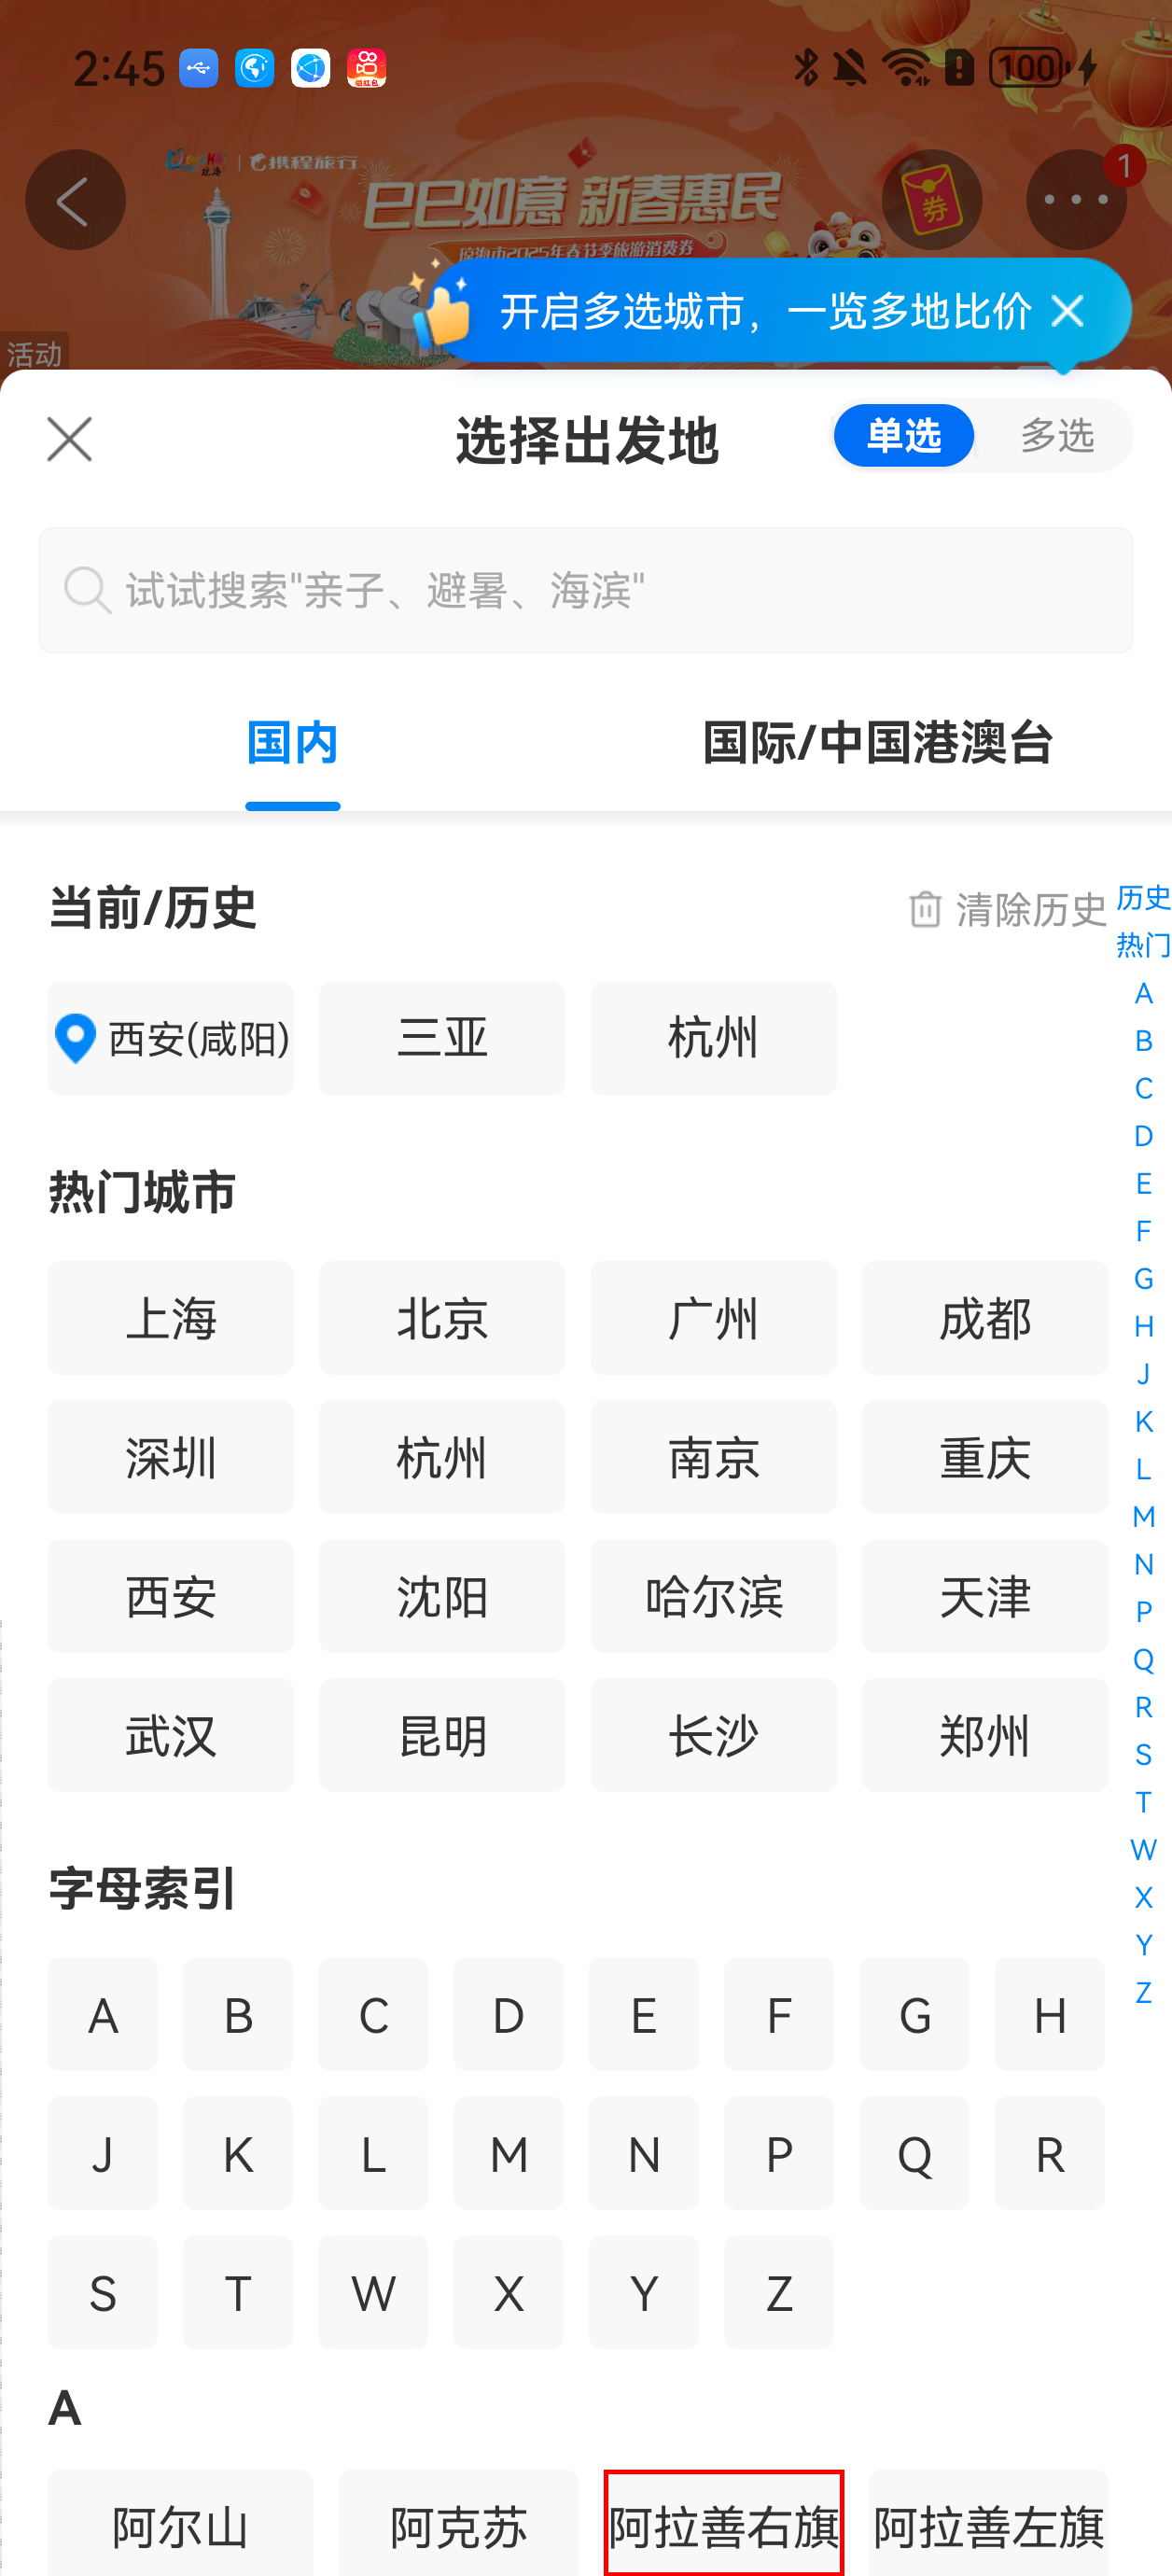 2:45
100
携程旅行
巳巳如意 新春惠民
珠海市2025年春节季旅游消费券
券
1
开启多选城市，一览多地比价
活动
选择出发地
单选
多选
试试搜索"亲子、避暑、海滨"
国内
国际/中国港澳台
当前/历史
清除历史
历史
热门
西安(咸阳)
三亚
杭州
热门城市
上海
北京
广州
成都
深圳
杭州
南京
重庆
西安
沈阳
哈尔滨
天津
武汉
昆明
长沙
郑州
A
B
C
D
E
F
G
H
J
K
L
M
N
P
Q
R
S
T
W
X
Y
Z
字母索引
A
B
C
D
E
F
G
H
J
K
L
M
N
P
Q
R
S
T
W
X
Y
Z
A
阿尔山
阿克苏
阿拉善右旗
阿拉善左旗